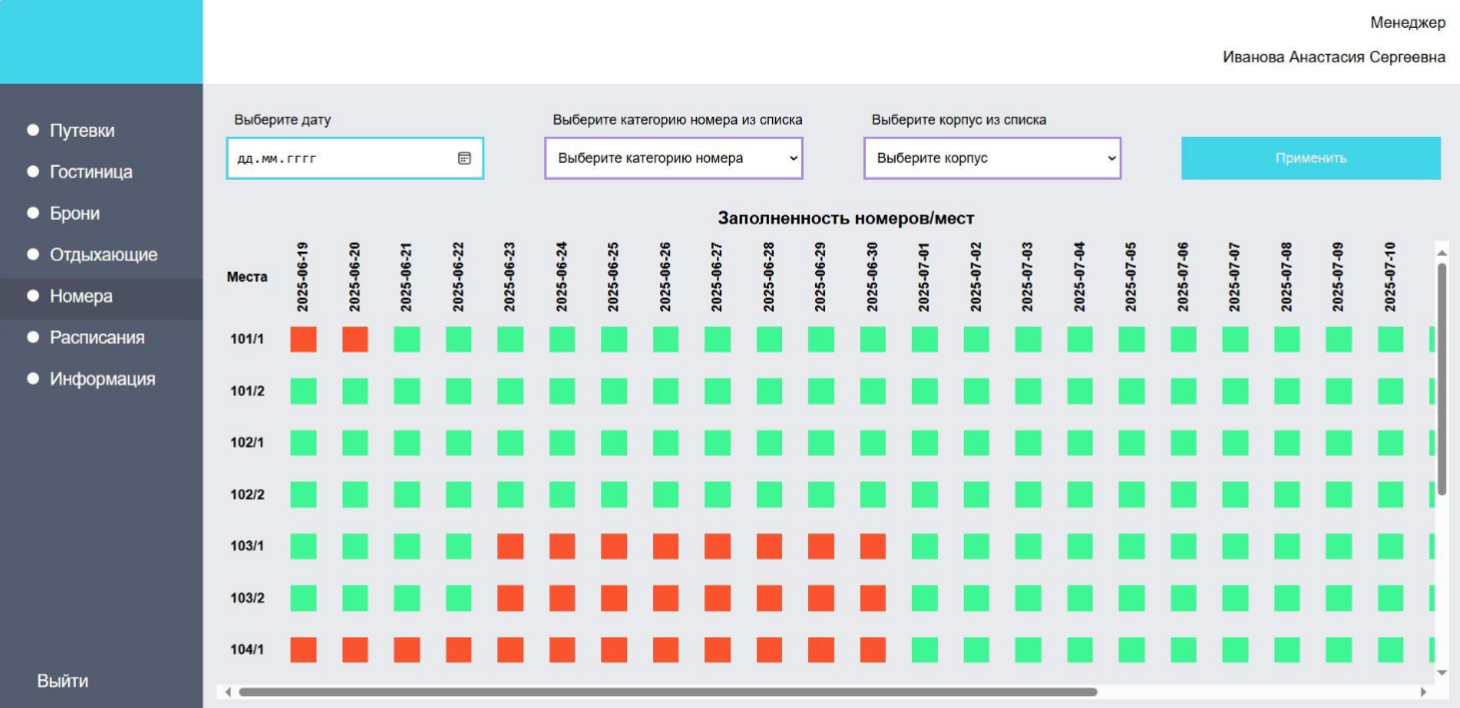 Менеджер
Иванова Анастасия Сергеевна
Путевки
Гостиница
Брони
Отдыхающие
Номера
Расписания
Информация
Выйти
Выберите дату
Выберите категорию номера из списка
Выберите корпус из списка
дд.мм.гггг
Выберите категорию номера
Выберите корпус
Применить
Заполненность номеров/мест
Места 2025-06-19 2025-06-20 2025-06-21 2025-06-22 2025-06-23 2025-06-24 2025-06-25 2025-06-26 2025-06-27 2025-06-28 2025-06-29 2025-06-30 2025-07-01 2025-07-02 2025-07-03 2025-07-04 2025-07-05 2025-07-06 2025-07-07 2025-07-08 2025-07-09 2025-07-10
101/1
101/2
102/1
102/2
103/1
103/2
104/1